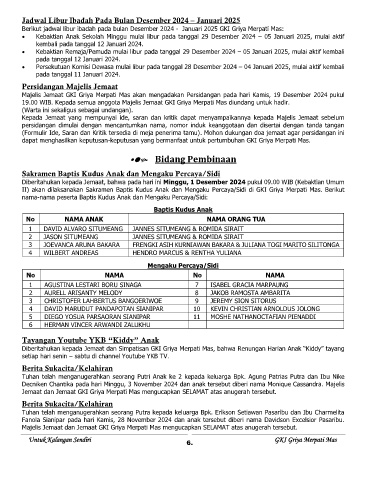 Jadwal Libur Ibadah Pada Bulan Desember 2024 – Januari 2025
Berikut jadwal libur ibadah pada bulan Desember 2024 - Januari 2025 GKI Griya Merpati Mas:
• Kebaktian Anak Sekolah Minggu mulai libur pada tanggal 29 Desember 2024 – 05 Januari 2025, mulai aktif
kembali pada tanggal 12 Januari 2024.
• Kebaktian Remaja/Pemuda mulai libur pada tanggal 29 Desember 2024 – 05 Januari 2025, mulai aktif kembali
pada tanggal 12 Januari 2024.
• Persekutuan Komisi Dewasa mulai libur pada tanggal 28 Desember 2024 – 04 Januari 2025, mulai aktif kembali
pada tanggal 11 Januari 2024.
Persidangan Majelis Jemaat
Majelis Jemaat GKI Griya Merpati Mas akan mengadakan Persidangan pada hari Kamis, 19 Desember 2024 pukul
19.00 WIB. Kepada semua anggota Majelis Jemaat GKI Griya Merpati Mas diundang untuk hadir.
(Warta ini sekaligus sebagai undangan).
Kepada Jemaat yang mempunyai ide, saran dan kritik dapat menyampaikannya kepada Majelis Jemaat sebelum
persidangan dimulai dengan mencantumkan nama, nomor induk keanggotaan dan disertai dengan tanda tangan
(Formulir Ide, Saran dan Kritik tersedia di meja penerima tamu). Mohon dukungan doa jemaat agar persidangan ini
dapat menghasilkan keputusan-keputusan yang bermanfaat untuk pertumbuhan GKI Griya Merpati Mas.
Bidang Pembinaan
Sakramen Baptis Kudus Anak dan Mengaku Percaya/Sidi
Diberitahukan kepada Jemaat, bahwa pada hari ini Minggu, 1 Desember 2024 pukul 09.00 WIB (Kebaktian Umum
II) akan dilaksanakan Sakramen Baptis Kudus Anak dan Mengaku Percaya/Sidi di GKI Griya Merpati Mas. Berikut
nama-nama peserta Baptis Kudus Anak dan Mengaku Percaya/Sidi:
Baptis Kudus Anak
No NAMA ANAK NAMA ORANG TUA
1 DAVID ALVARO SITUMEANG JANNES SITUMEANG & ROMIDA SIRAIT
2 JASON SITUMEANG JANNES SITUMEANG & ROMIDA SIRAIT
3 JOEVANCA ARUNA BAKARA FRENGKI ASIH KURNIAWAN BAKARA & JULIANA TOGI MARITO SILITONGA
4 WILBERT ANDREAS HENDRO MARCUS & RENTHA YULIANA
Mengaku Percaya/Sidi
No NAMA No NAMA
1 AGUSTINA LESTARI BORU SINAGA 7 ISABEL GRACIA MARPAUNG
2 AURELL ARISANTY MELODY 8 JAKOB RAMOSTA AMBARITA
3 CHRISTOFER LAHBERTUS BANGOERIWOE 9 JEREMY SION SITORUS
4 DAVID MARUDUT PANDAPOTAN SIANIPAR 10 KEVIN CHRISTIAN ARNOLDUS JOLONG
5 DIEGO YOSUA PARSAORAN SIANIPAR 11 MOSHE NATHANOCTAFIAN PIENADDI
6 HERMAN VINCER ARWANDI ZALUKHU
Tayangan Youtube YKB “Kiddy” Anak
Diberitahukan kepada Jemaat dan Simpatisan GKI Griya Merpati Mas, bahwa Renungan Harian Anak “Kiddy” tayang
setiap hari senin – sabtu di channel Youtube YKB TV.
Berita Sukacita/Kelahiran
Tuhan telah menganugerahkan seorang Putri Anak ke 2 kepada keluarga Bpk. Agung Patrias Putra dan Ibu Nike
Decniken Chantika pada hari Minggu, 3 November 2024 dan anak tersebut diberi nama Monique Cassandra. Majelis
Jemaat dan Jemaat GKI Griya Merpati Mas mengucapkan SELAMAT atas anugerah tersebut.
Berita Sukacita/Kelahiran
Tuhan telah menganugerahkan seorang Putra kepada keluarga Bpk. Erikson Setiawan Pasaribu dan Ibu Charmelita
Fanola Sianipar pada hari Kamis, 28 November 2024 dan anak tersebut diberi nama Davidson Excelsior Pasaribu.
Majelis Jemaat dan Jemaat GKI Griya Merpati Mas mengucapkan SELAMAT atas anugerah tersebut.
Untuk Kalangan Sendiri 6. GKI Griya Merpati Mas